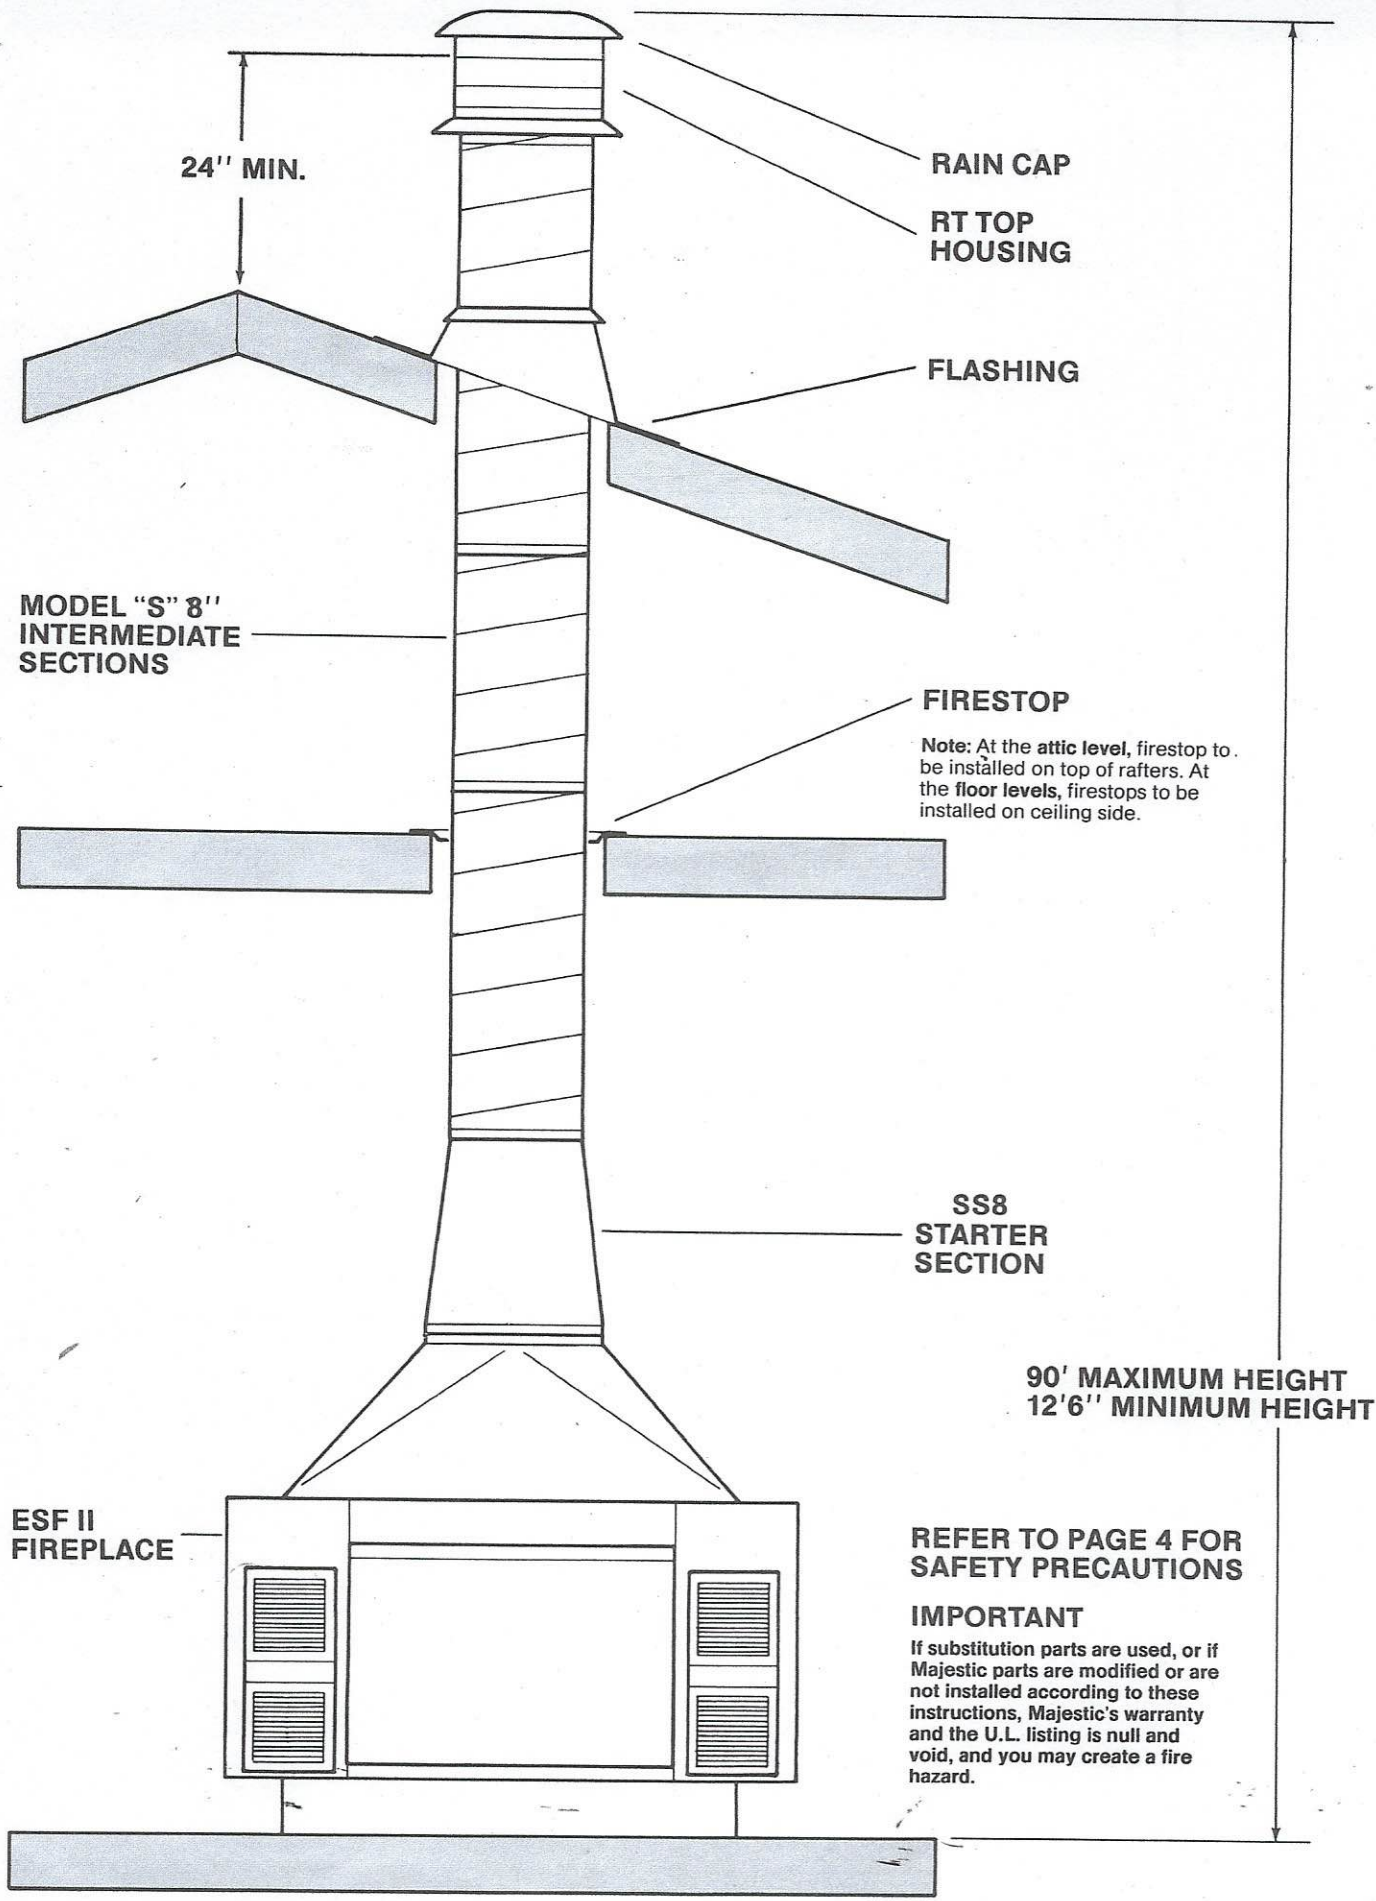 24'' MIN.
RAIN CAP
RT TOP
HOUSING
FLASHING
MODEL “S” 8''
INTERMEDIATE
SECTIONS
FIRESTOP
Note: At the attic level, firestop to
be installed on top of rafters. At
the floor levels, firestops to be
installed on ceiling side.
SS8
STARTER
SECTION
90' MAXIMUM HEIGHT
12'6'' MINIMUM HEIGHT
ESF II
FIREPLACE
REFER TO PAGE 4 FOR
SAFETY PRECAUTIONS
IMPORTANT
If substitution parts are used, or if
Majestic parts are modified or are
not installed according to these
instructions, Majestic's warranty
and the U.L. listing is null and
void, and you may create a fire
hazard.